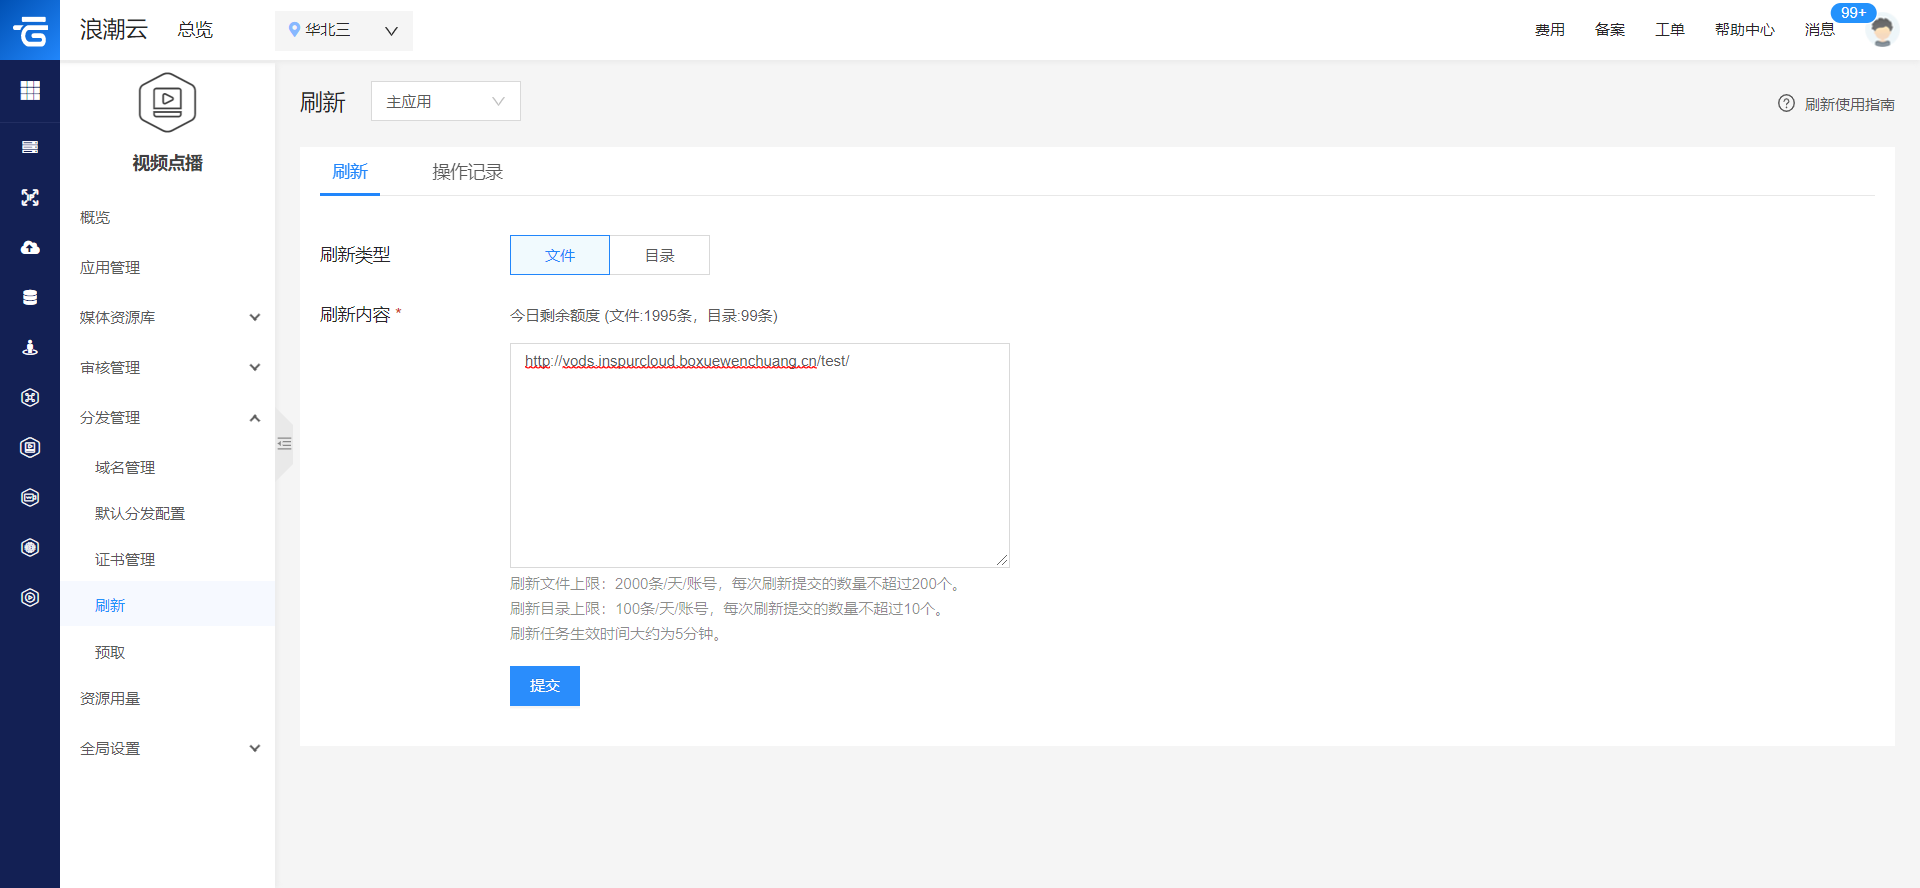 浪潮云
总览
华北三
费用
备案
工单
帮助中心
消息
99+
视频点播
概览
应用管理
媒体资源库
审核管理
分发管理
域名管理
默认分发配置
证书管理
刷新
预取
资源用量
全局设置
刷新
主应用
刷新使用指南
刷新
操作记录
刷新类型
文件
目录
刷新内容 *
今日剩余额度 (文件:1995条，目录:99条)
http://vods.inspurcloud.boxuewenchuang.cn/test/
刷新文件上限：2000条/天/账号，每次刷新提交的数量不超过200个。
刷新目录上限：100条/天/账号，每次刷新提交的数量不超过10个。
刷新任务生效时间大约为5分钟。
提交